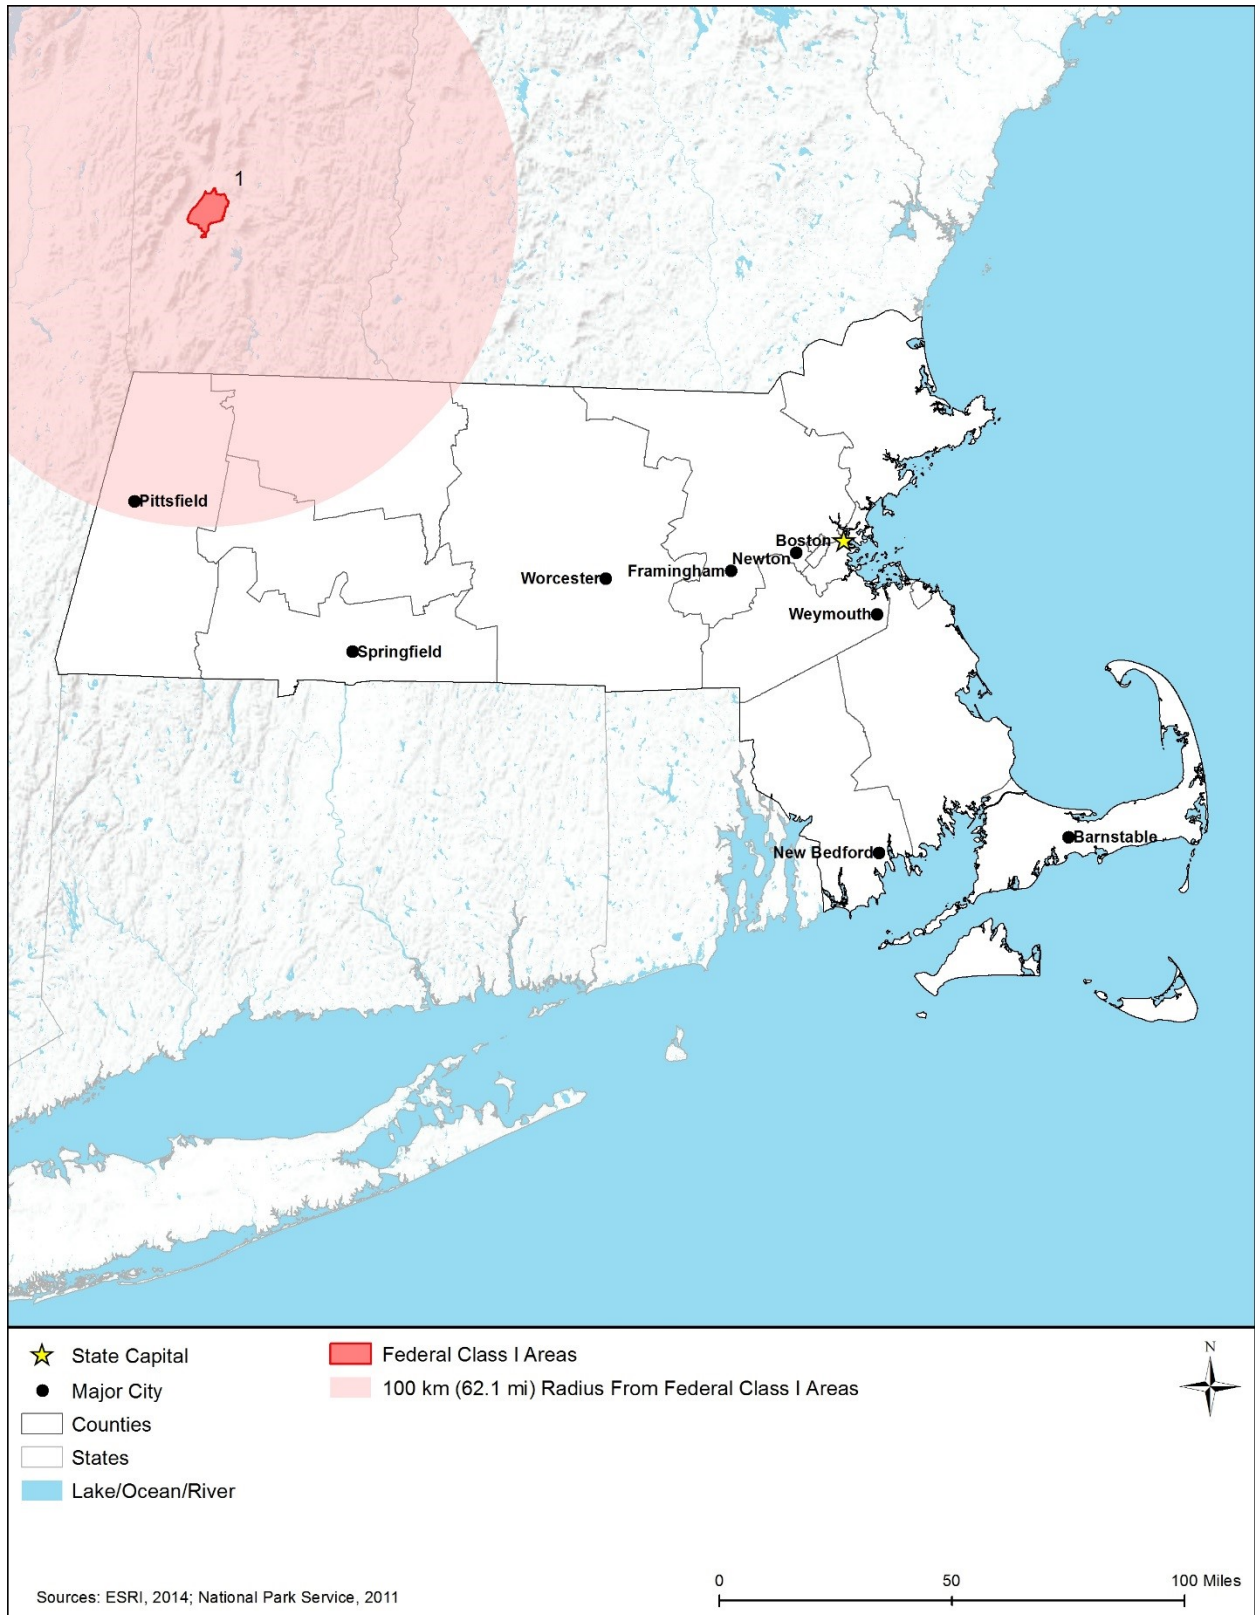 1
Pittsfield
Boston
Newton
Framingham
Worcester
Weymouth
Springfield
Barnstable
New Bedford
State Capital
Major City
Counties
States
Lake/Ocean/River
Federal Class I Areas
100 km (62.1 mi) Radius From Federal Class I Areas
N
0 50 100 Miles
Sources: ESRI, 2014; National Park Service, 2011